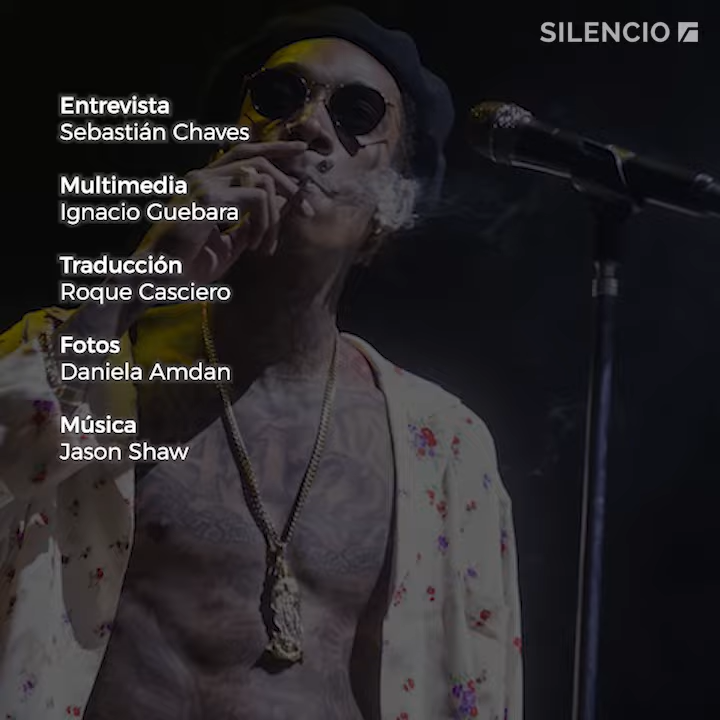 SILENCIO
Entrevista
Sebastián Chaves
Multimedia
Ignacio Guebara
Traducción
Roque Casciero
Fotos
Daniela Amdan
Música
Jason Shaw